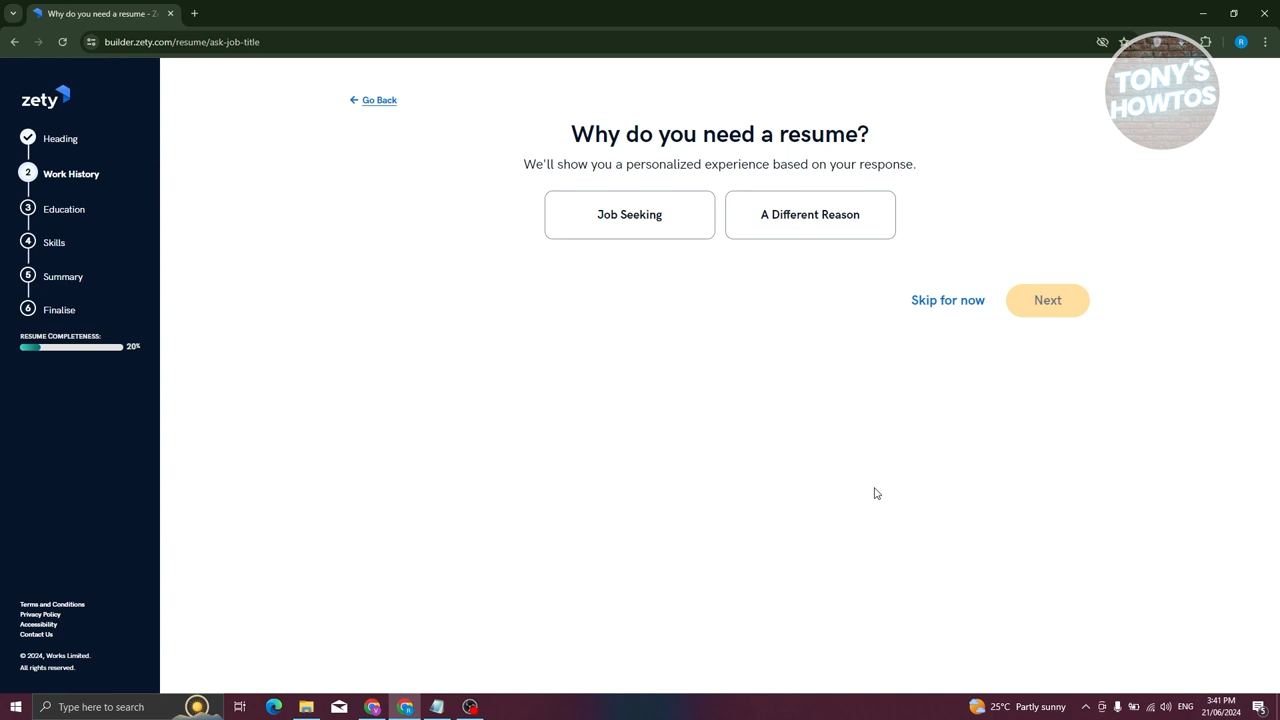 Why do you need a resume? - Z
builder.zety.com/resume/ask-job-title
R
TONY'S
HOWTOS
zety
Go Back
Why do you need a resume?
We'll show you a personalized experience based on your response.
Job Seeking
A Different Reason
Skip for now
Next
Heading
2 Work History
3 Education
4 Skills
5 Summary
6 Finalise
RESUME COMPLETENESS:
20%
Terms and Conditions
Privacy Policy
Accessibility
Contact Us
© 2024, Works Limited.
All rights reserved.
Type here to search
25°C Partly sunny
ENG
3:41 PM
21/06/2024